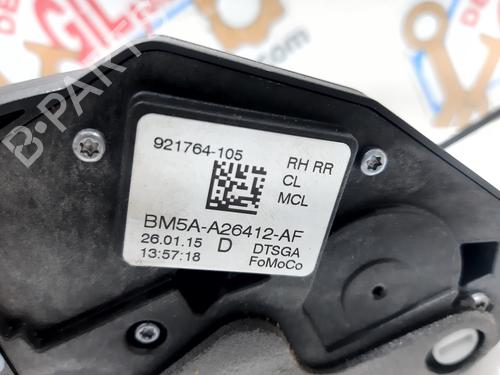 921764-105
RH RR
CL
MCL
BM5A-A26412-AF
26.01.15 D DTSGA
13:57:18 FoMoCo
B-PARTS